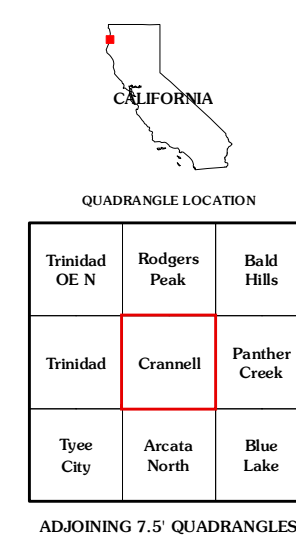 CALIFORNIA
QUADRANGLE LOCATION
Trinidad
OE N
Rodgers
Peak
Bald
Hills
Trinidad
Crannell
Panther
Creek
Tyee
City
Arcata
North
Blue
Lake
ADJOINING 7.5' QUADRANGLES